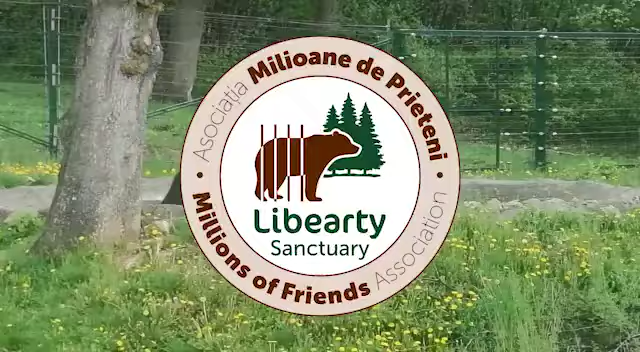 Asociația Milioane de Prieteni
Libearty
Sanctuary
Millions of Friends Association